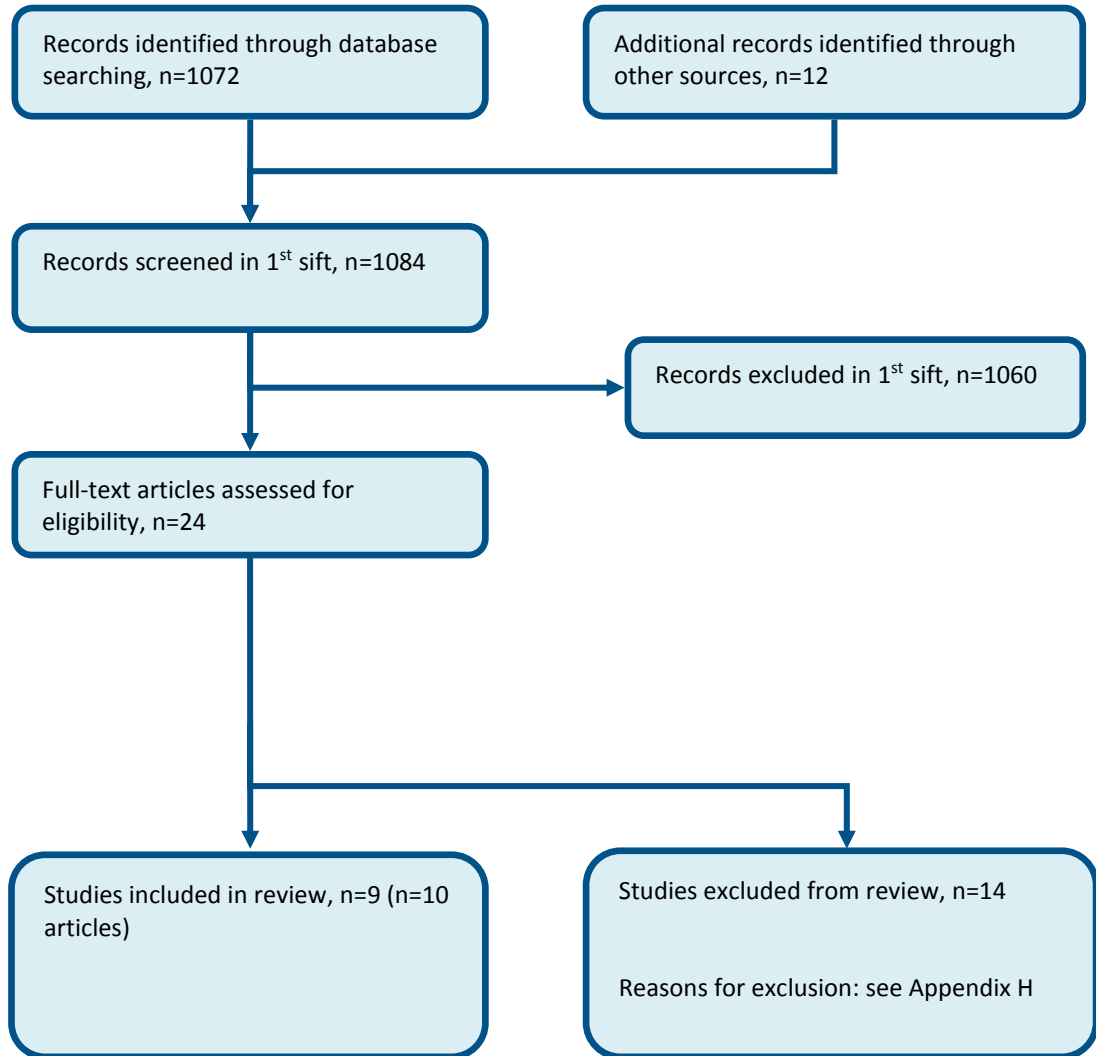 Records identified through database
searching, n=1072
Additional records identified through
other sources, n=12
Records screened in 1st sift, n=1084
Records excluded in 1st sift, n=1060
Full-text articles assessed for
eligibility, n=24
Studies included in review, n=9 (n=10
articles)
Studies excluded from review, n=14
Reasons for exclusion: see Appendix H